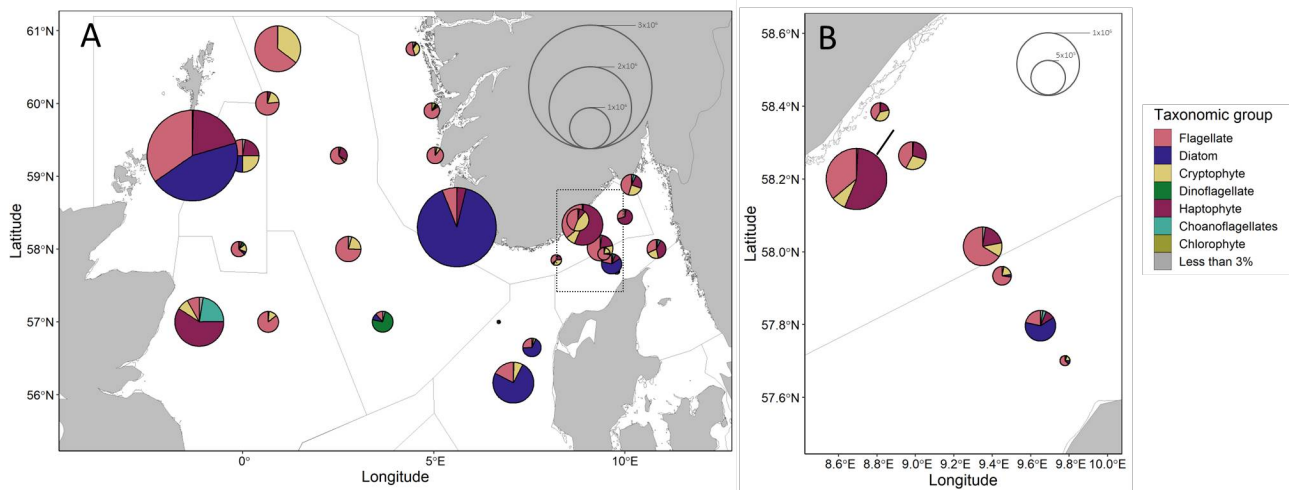 A
61°N
60°N
59°N
58°N
57°N
56°N
Latitude
0°
5°E
10°E
Longitude
3x10⁶
2x10⁶
1x10⁶
B
58.6°N
58.4°N
58.2°N
58.0°N
57.8°N
57.6°N
Latitude
8.6°E 8.8°E 9.0°E 9.2°E 9.4°E 9.6°E 9.8°E 10.0°E
Longitude
Taxonomic group
Flagellate
Diatom
Cryptophyte
Dinoflagellate
Haptophyte
Choanoflagellates
Chlorophyte
Less than 3%